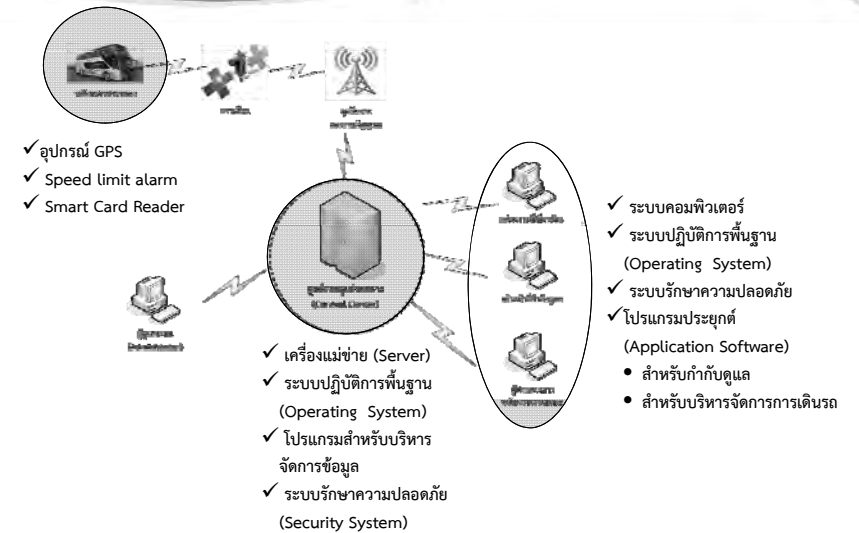 ดาวเทียม
✓อุปกรณ์ GPS
✓ Speed limit alarm
✓ Smart Card Reader
✓ ระบบคอมพิวเตอร์
✓ ระบบปฏิบัติการพื้นฐาน
(Operating System)
✓ ระบบรักษาความปลอดภัย
✓โปรแกรมประยุกต์
(Application Software)
• สำหรับกำกับดูแล
• สำหรับบริหารจัดการการเดินรถ
(Control Center)
✓ เครื่องแม่ข่าย (Server)
✓ ระบบปฏิบัติการพื้นฐาน
(Operating System)
✓ โปรแกรมสำหรับบริหาร
จัดการข้อมูล
✓ ระบบรักษาความปลอดภัย
(Security System)